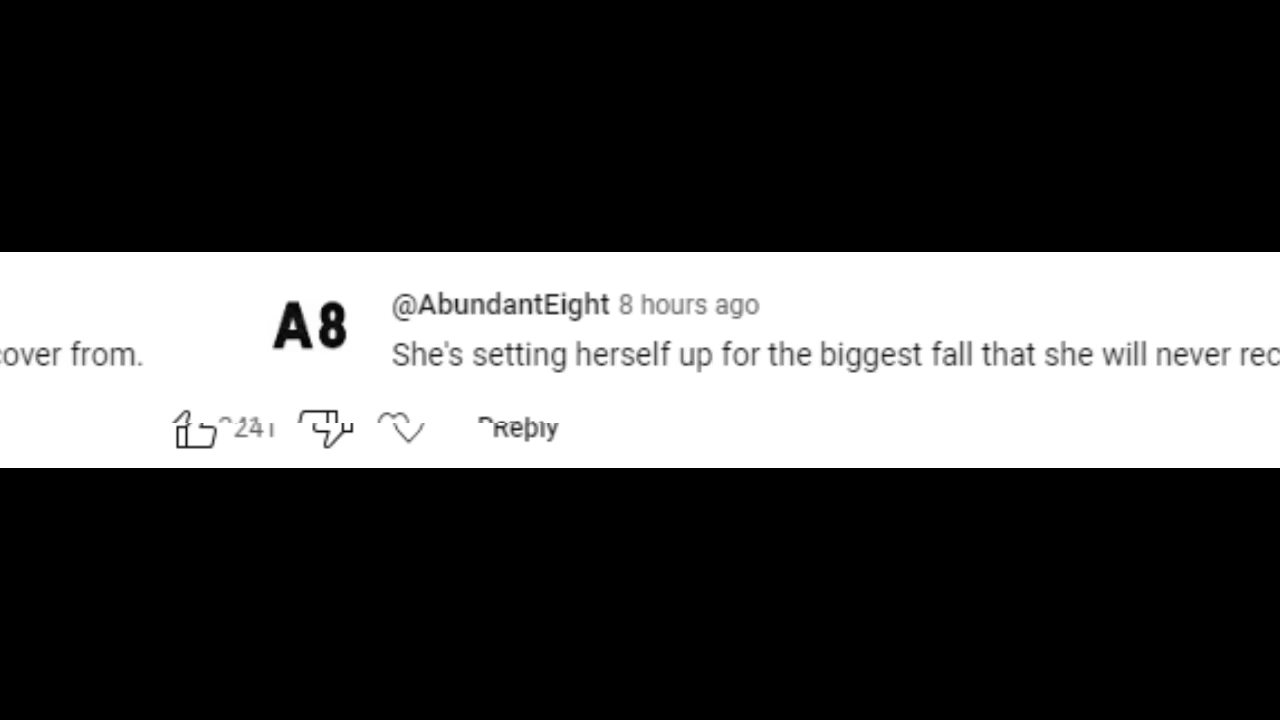 @AbundantEight 8 hours ago
A8
cover from.
She's setting herself up for the biggest fall that she will never rec
Reply